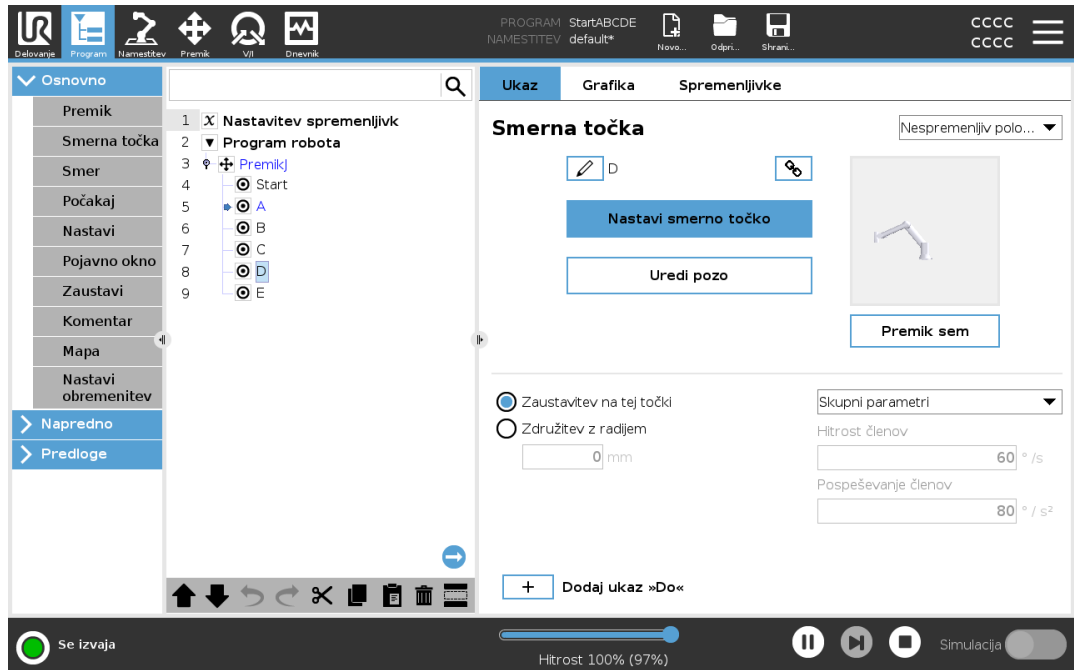 UR
PROGRAM StartABCDE
NAMESTITEV default*
Delovanje Program Namestitev Premik V/I Dnevnik
Novo... Odpri... Shrani...
CCCC
CCCC
Osnovno
Premik
Smerna točka
Smer
Počakaj
Nastavi
Pojavno okno
Zaustavi
Komentar
Mapa
Nastavi
obremenitev
Napredno
Predloge
1 X Nastavitev spremenljivk
2 Program robota
3 PremikJ
4 Start
5 A
6 B
7 C
8 D
9 E
Ukaz Grafika Spremenljivke
Smerna točka
Nespremenljiv polo...
D
Nastavi smerno točko
Uredi pozo
Premik sem
Zaustavitev na tej točki
Združitev z radijem
0 mm
Skupni parametri
Hitrost členov
60 °/s
Pospeševanje členov
80 °/s²
+ Dodaj ukaz »Do«
Se izvaja
Hitrost 100% (97%)
Simulacija